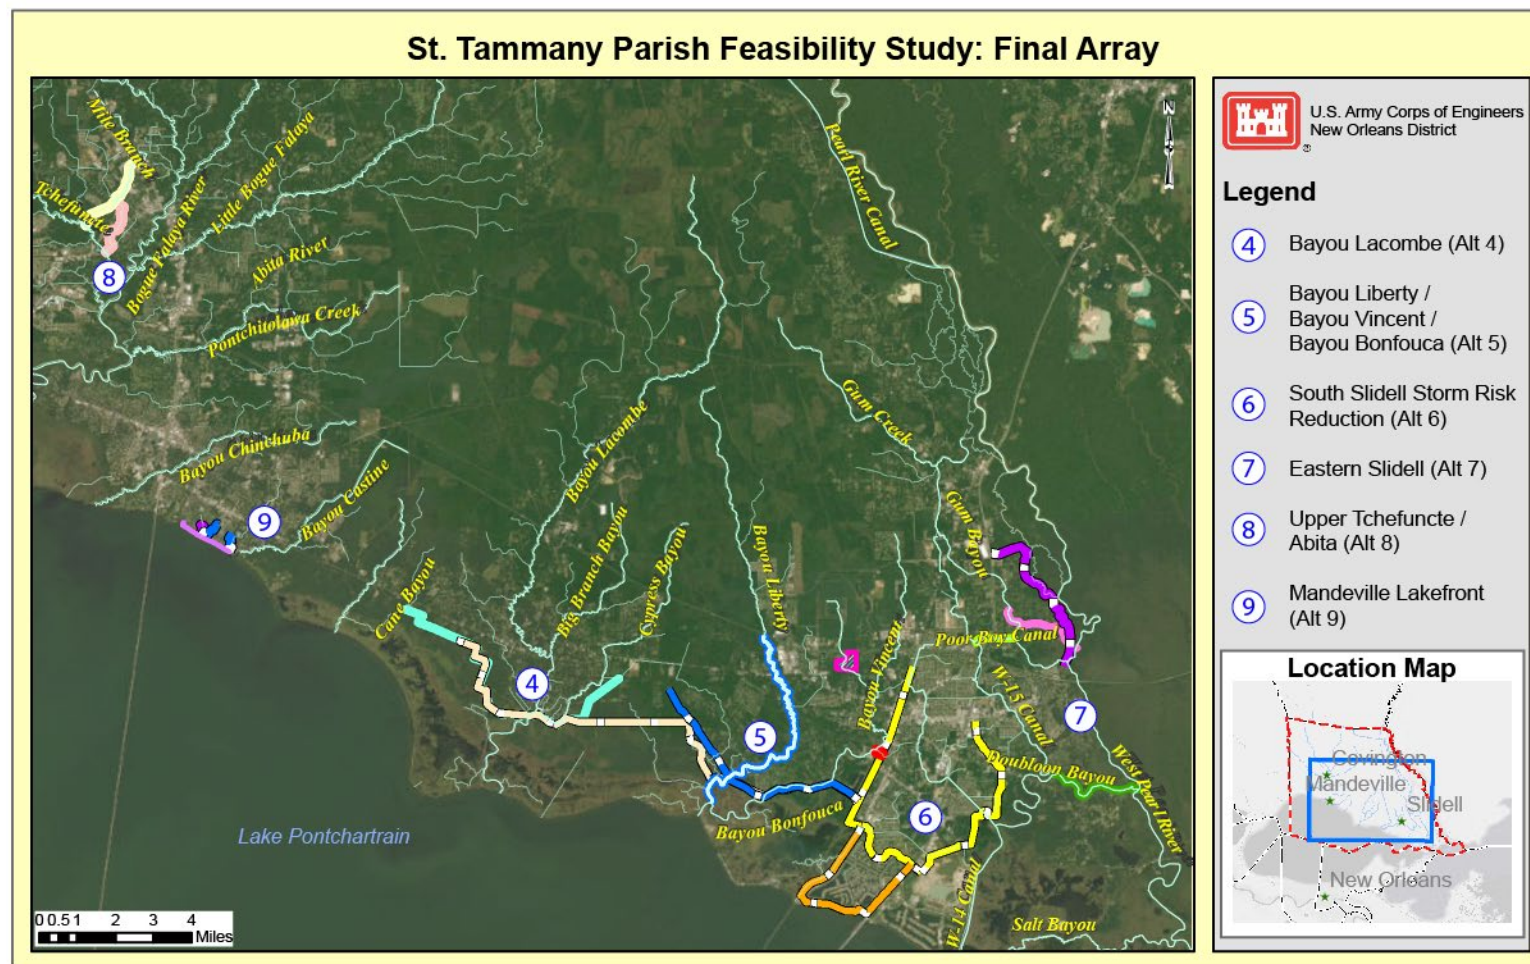 St. Tammany Parish Feasibility Study: Final Array
Mile Branch
Tchefuncte
Bogue Falaya River
Little Bogue Falaya
Abita River
Pontchitolawa Creek
8
Pearl River Canal
N
Bayou Chinchuba
Bayou Castine
9
Bayou Lacombe
Gum Creek
Gum Bayou
Cane Bayou
Big Branch Bayou
Cypress Bayou
Bayou Liberty
Bayou Vincent
Poor Boy Canal
W-15 Canal
4
5
7
Doubloon Bayou
West Pearl River
Bayou Bonfouca
6
Lake Pontchartrain
W-14 Canal
Salt Bayou
0 0.5 1 2 3 4
Miles
U.S. Army Corps of Engineers
New Orleans District
®
Legend
4 Bayou Lacombe (Alt 4)
5 Bayou Liberty /
Bayou Vincent /
Bayou Bonfouca (Alt 5)
6 South Slidell Storm Risk
Reduction (Alt 6)
7 Eastern Slidell (Alt 7)
8 Upper Tchefuncte /
Abita (Alt 8)
9 Mandeville Lakefront
(Alt 9)
Location Map
Covington
Mandeville
Slidell
New Orleans